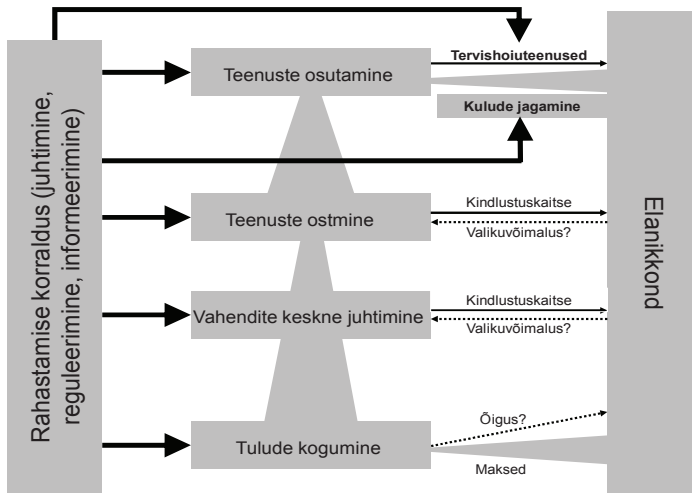 Rahastamise korraldus (juhtimine,
reguleerimine, informeerimine)
Teenuste osutamine
Tervishoiuteenused
Kulude jagamine
Teenuste ostmine
Kindlustuskaitse
Valikuvõimalus?
Vahendite keskne juhtimine
Kindlustuskaitse
Valikuvõimalus?
Tulude kogumine
Õigus?
Maksed
Elanikkond